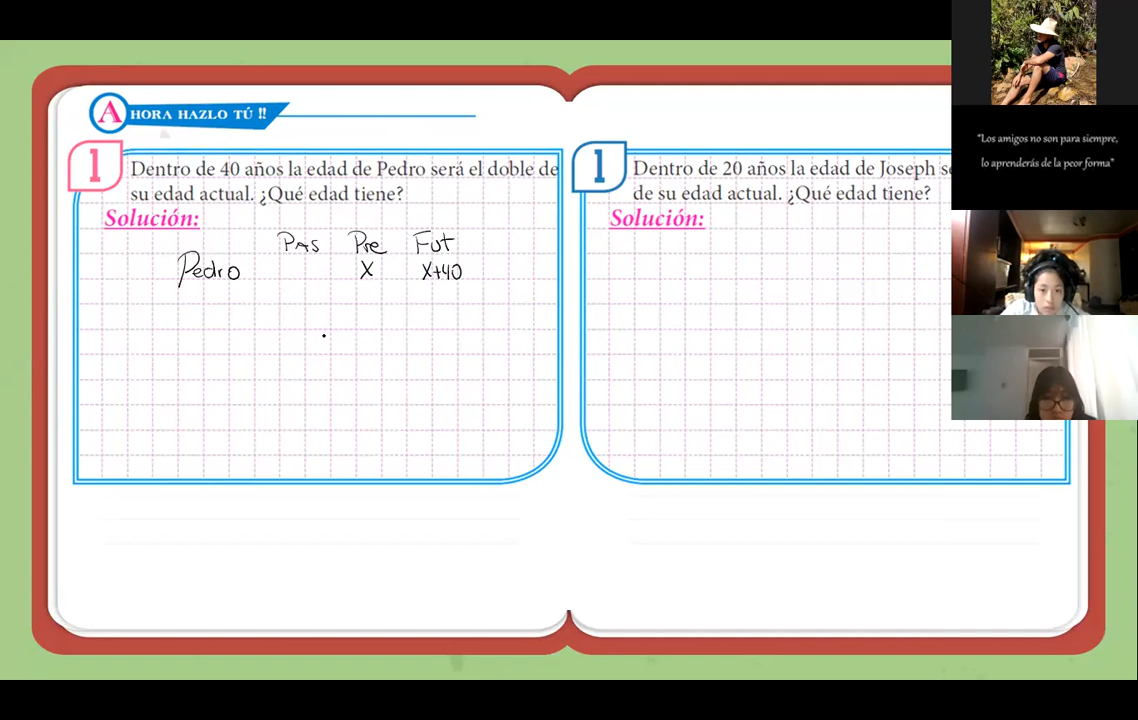 AHORA HAZLO TÚ !!
1
Dentro de 40 años la edad de Pedro será el doble de
su edad actual. ¿Qué edad tiene?
Solución:
PAS Pre Fut
Pedro X X+40
1
Dentro de 20 años la edad de Joseph
de su edad actual. ¿Qué edad tiene?
Solución:
“Los amigos no son para siempre,
lo aprenderás de la peor forma”